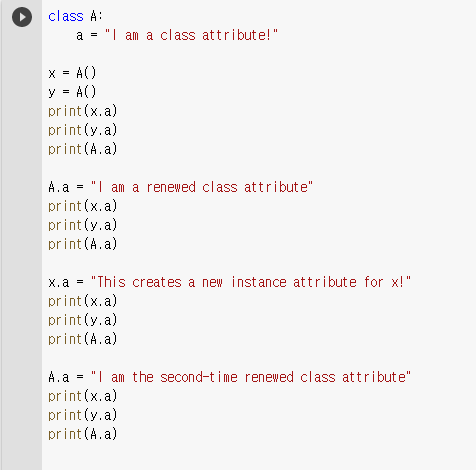 class A:
    a = "I am a class attribute!"

x = A()
y = A()
print(x.a)
print(y.a)
print(A.a)

A.a = "I am a renewed class attribute"
print(x.a)
print(y.a)
print(A.a)

x.a = "This creates a new instance attribute for x!"
print(x.a)
print(y.a)
print(A.a)

A.a = "I am the second-time renewed class attribute"
print(x.a)
print(y.a)
print(A.a)